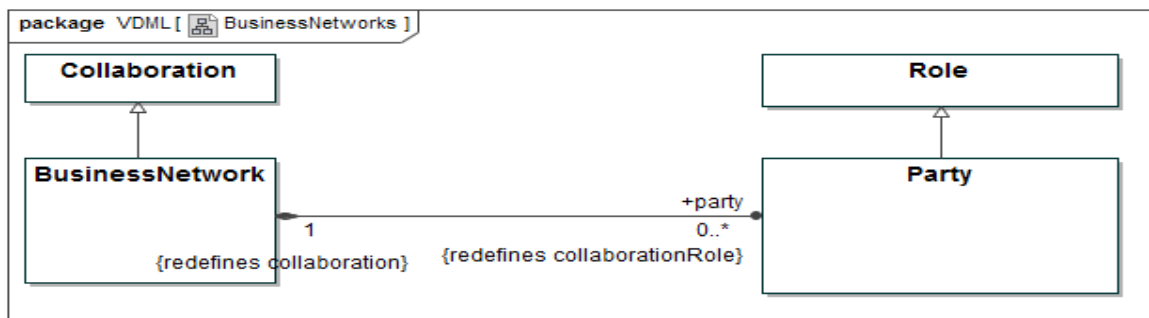 package VDML [ BusinessNetworks ]
Collaboration
Role
BusinessNetwork
Party
+party
1
0..*
{redefines collaboration}
{redefines collaborationRole}